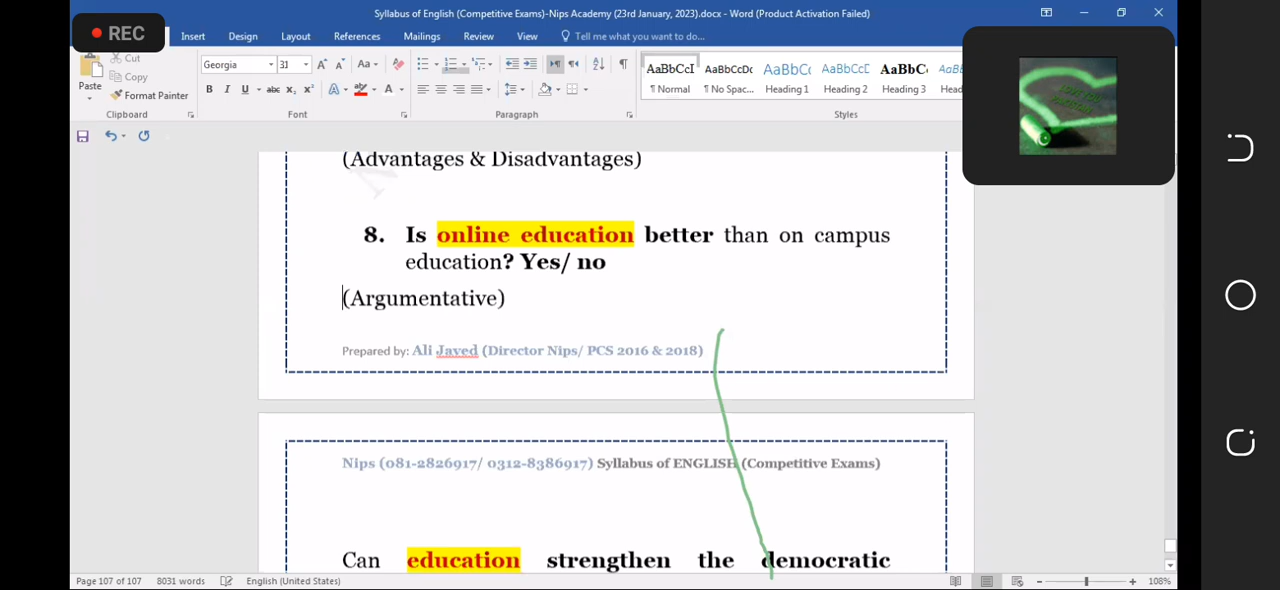 Syllabus of English (Competitive Exams)-Nips Academy (23rd January, 2023).docx - Word (Product Activation Failed)
REC
Insert Design Layout References Mailings Review View Tell me what you want to do...
Cut
Copy
Paste
Format Painter
Clipboard
Georgia 31
Font
Paragraph
AaBbCcI AaBbCcDc AaBbC AaBbCcE AaBbC
¶ Normal ¶ No Spac... Heading 1 Heading 2 Heading 3
Styles
(Advantages & Disadvantages)
8. Is online education better than on campus
education? Yes/ no
(Argumentative)
Prepared by: Ali Javed (Director Nips/ PCS 2016 & 2018)
Nips (081-2826917/ 0312-8386917) Syllabus of ENGLISH (Competitive Exams)
Can education strengthen the democratic
Page 107 of 107 8031 words English (United States) 108%